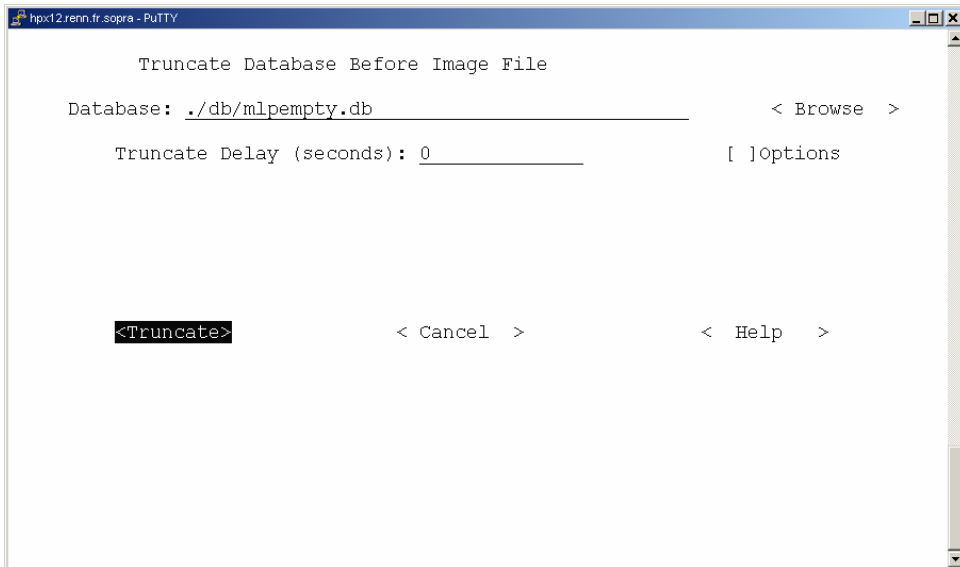 hpx12.renn.fr.sopra - PuTTY
Truncate Database Before Image File
Database: ./db/mlpempty.db < Browse >
Truncate Delay (seconds): 0 [ ]Options
<Truncate> < Cancel > < Help >